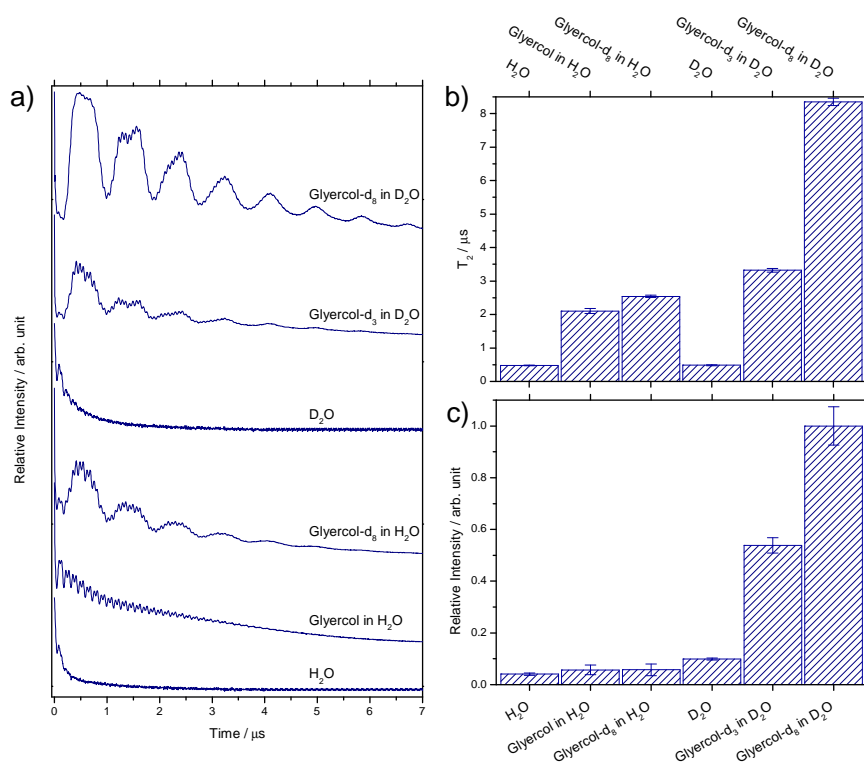 a)
Glyercol-d8 in D2O
Glyercol-d3 in D2O
D2O
Glyercol-d8 in H2O
Glyercol in H2O
H2O
Relative Intensity / arb. unit
0 1 2 3 4 5 6 7
Time / μs
b)
H2O
Glyercol in H2O
Glyercol-d8 in H2O
D2O
Glyercol-d3 in D2O
Glyercol-d8 in D2O
8
7
6
5
4
3
2
1
0
T2 / μs
c)
1.0
0.8
0.6
0.4
0.2
0.0
Relative Intensity / arb. unit
H2O
Glyercol in H2O
Glyercol-d8 in H2O
D2O
Glyercol-d3 in D2O
Glyercol-d8 in D2O